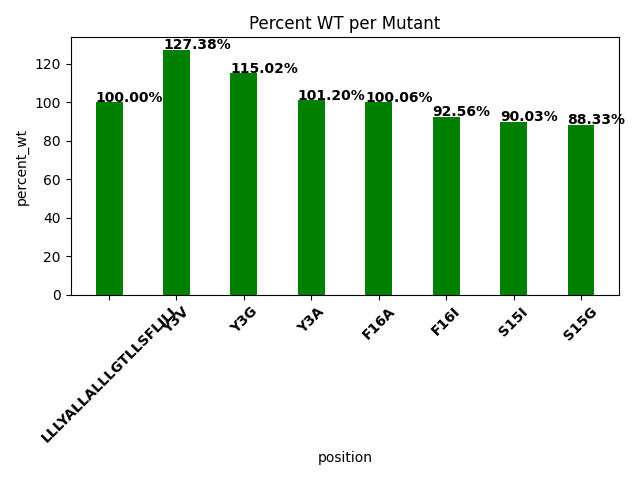 Percent WT per Mutant
percent_wt
120
100
80
60
40
20
0
100.00%
127.38%
115.02%
101.20%
100.06%
92.56%
90.03%
88.33%
LLLYALLALLLGTLLSFLILI
Y3V
Y3G
Y3A
F16A
F16I
S15I
S15G
position